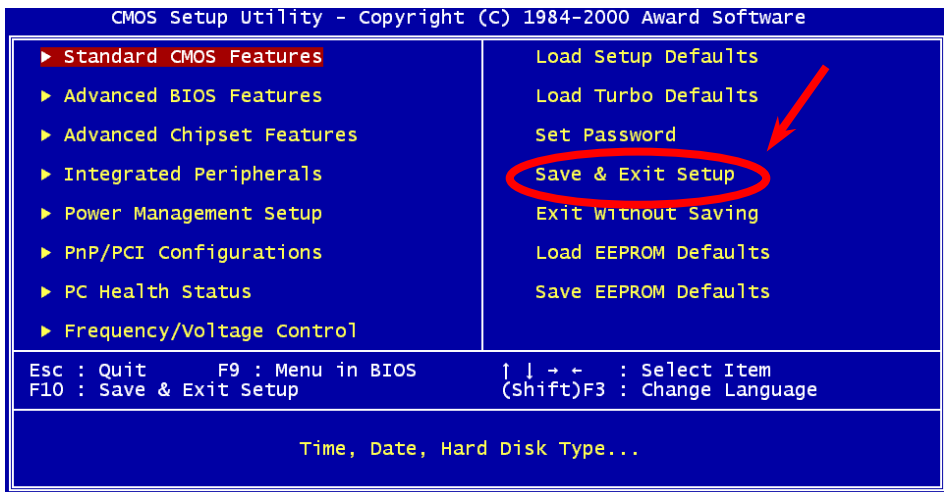 CMOS Setup Utility - Copyright (C) 1984-2000 Award Software
▶ Standard CMOS Features
▶ Advanced BIOS Features
▶ Advanced Chipset Features
▶ Integrated Peripherals
▶ Power Management Setup
▶ PnP/PCI Configurations
▶ PC Health Status
▶ Frequency/Voltage Control
Load Setup Defaults
Load Turbo Defaults
Set Password
Save & Exit Setup
Exit Without Saving
Load EEPROM Defaults
Save EEPROM Defaults
Esc : Quit F9 : Menu in BIOS ↑ ↓ → ← : Select Item
F10 : Save & Exit Setup (Shift)F3 : Change Language
Time, Date, Hard Disk Type...